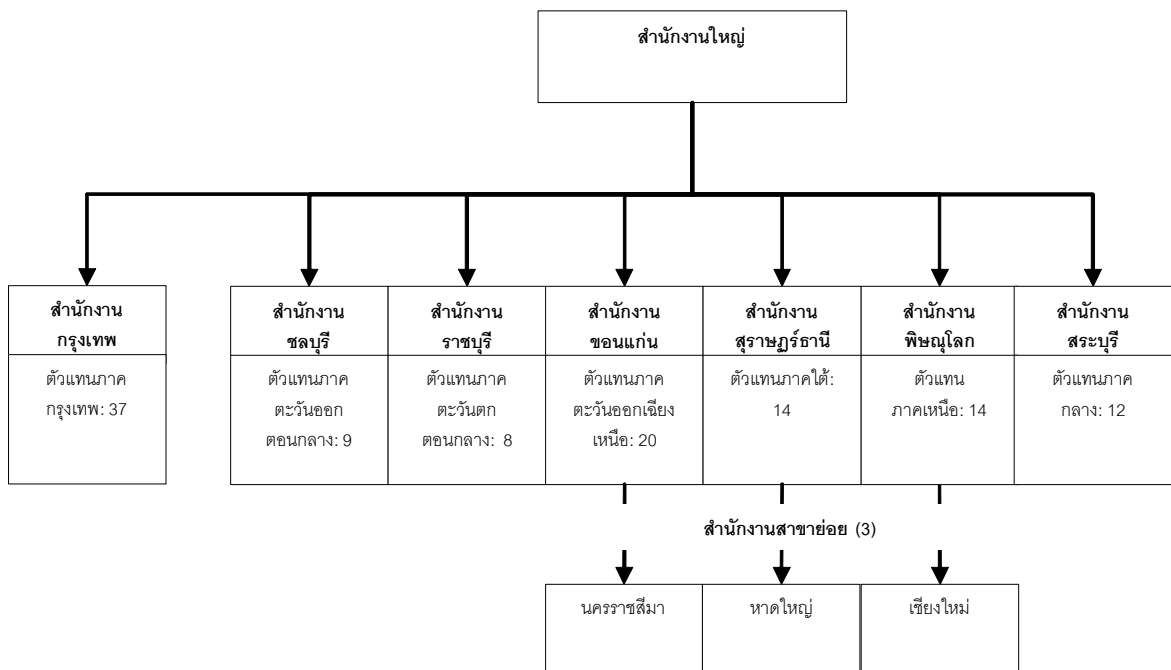 สำนักงานใหญ่
สำนักงาน
กรุงเทพ
ตัวแทนภาค
กรุงเทพ: 37
สำนักงาน
ชลบุรี
ตัวแทนภาค
ตะวันออก
ตอนกลาง: 9
สำนักงาน
ราชบุรี
ตัวแทนภาค
ตะวันตก
ตอนกลาง: 8
สำนักงาน
ขอนแก่น
ตัวแทนภาค
ตะวันออกเฉียง
เหนือ: 20
สำนักงาน
สุราษฏร์ธานี
ตัวแทนภาคใต้:
14
สำนักงาน
พิษณุโลก
ตัวแทน
ภาคเหนือ: 14
สำนักงาน
สระบุรี
ตัวแทนภาค
กลาง: 12
สำนักงานสาขาย่อย (3)
นครราชสีมา
หาดใหญ่
เชียงใหม่